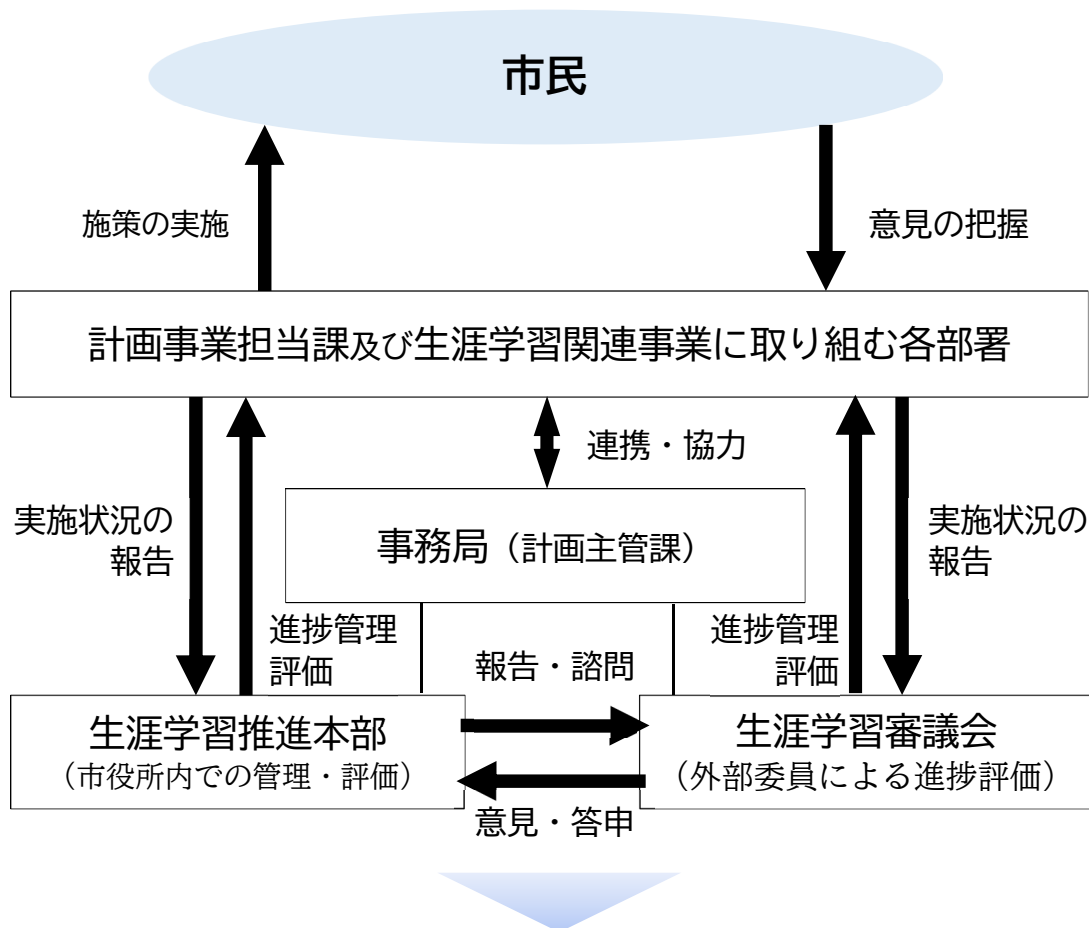 市民
施策の実施
意見の把握
計画事業担当課及び生涯学習関連事業に取り組む各部署
連携・協力
実施状況の
報告
事務局（計画主管課）
実施状況の
報告
進捗管理
評価
報告・諮問
進捗管理
評価
生涯学習推進本部
（市役所内での管理・評価）
生涯学習審議会
（外部委員による進捗評価）
意見・答申